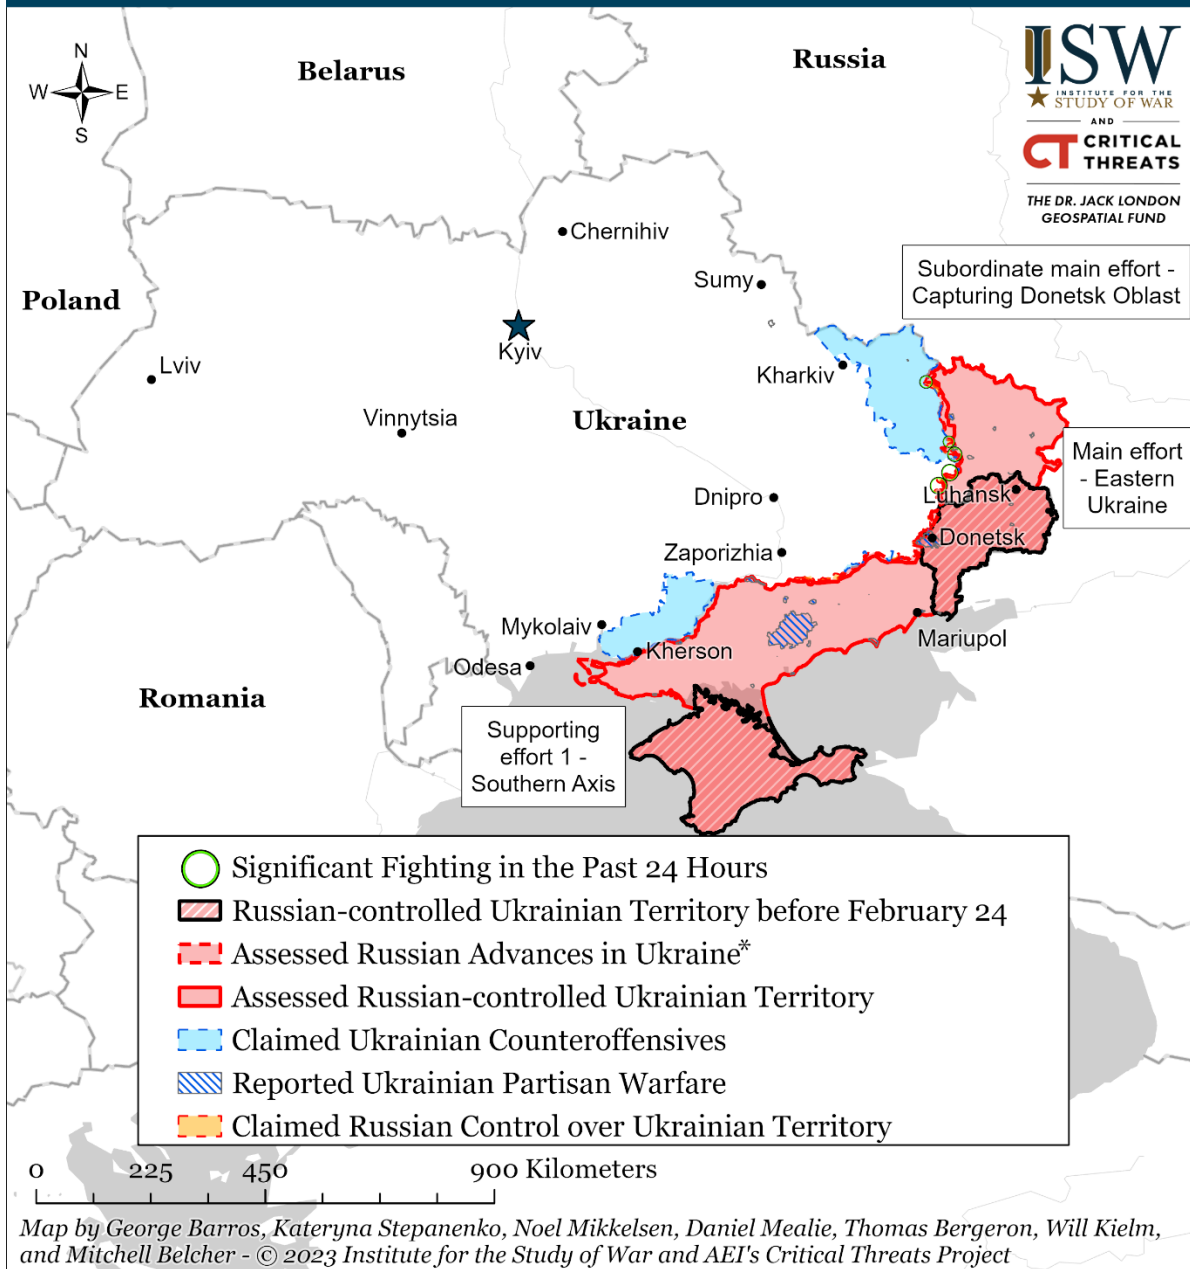 N
W E
S
Belarus
Russia
ISW
INSTITUTE FOR THE
STUDY OF WAR
AND
CT CRITICAL
THREATS
THE DR. JACK LONDON
GEOSPATIAL FUND
Chernihiv
Subordinate main effort -
Capturing Donetsk Oblast
Sumy
Poland
Kyiv
Lviv
Kharkiv
Vinnytsia
Ukraine
Main effort
- Eastern
Ukraine
Dnipro
Luhansk
Donetsk
Zaporizhia
Mykolaiv
Mariupol
Kherson
Odesa
Romania
Supporting
effort 1 -
Southern Axis
Significant Fighting in the Past 24 Hours
Russian-controlled Ukrainian Territory before February 24
Assessed Russian Advances in Ukraine*
Assessed Russian-controlled Ukrainian Territory
Claimed Ukrainian Counteroffensives
Reported Ukrainian Partisan Warfare
Claimed Russian Control over Ukrainian Territory
0 225 450 900 Kilometers
Map by George Barros, Kateryna Stepanenko, Noel Mikkelsen, Daniel Mealie, Thomas Bergeron, Will Kielm,
and Mitchell Belcher - © 2023 Institute for the Study of War and AEI's Critical Threats Project